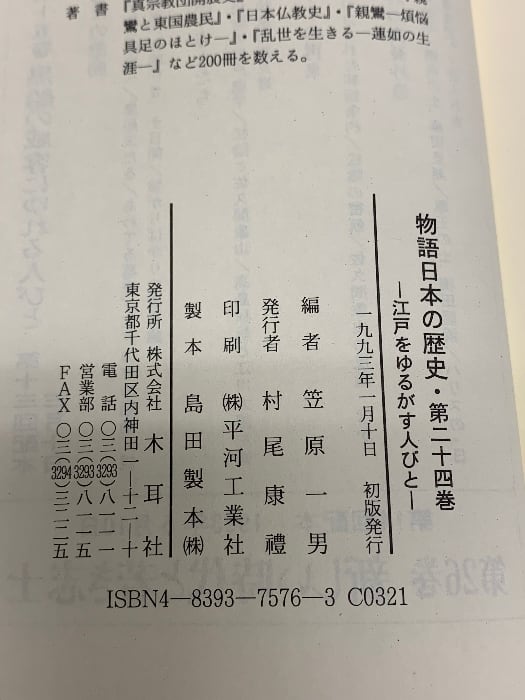 著書『真宗教団開展史』
鸞と東国農民』・『日本仏教史』・『親鸞―煩悩
具足のほとけ―』・『乱世を生きる―蓮如の生
涯―』など200冊を数える。
物語日本の歴史・第二十四巻
―江戸をゆるがす人びと―
一九九三年一月十日 初版発行
編者 笠原一男
発行者 村尾康禮
印刷 ㈱平河工業社
製本 島田製本㈱
発行所 株式会社 木耳社
東京都千代田区内神田一―十二―十
電話 〇三(3293)八一一一
営業部 〇三(3293)八一一五
FAX 〇三(3294)三二二五
ISBN4―8393―7576―3 C0321